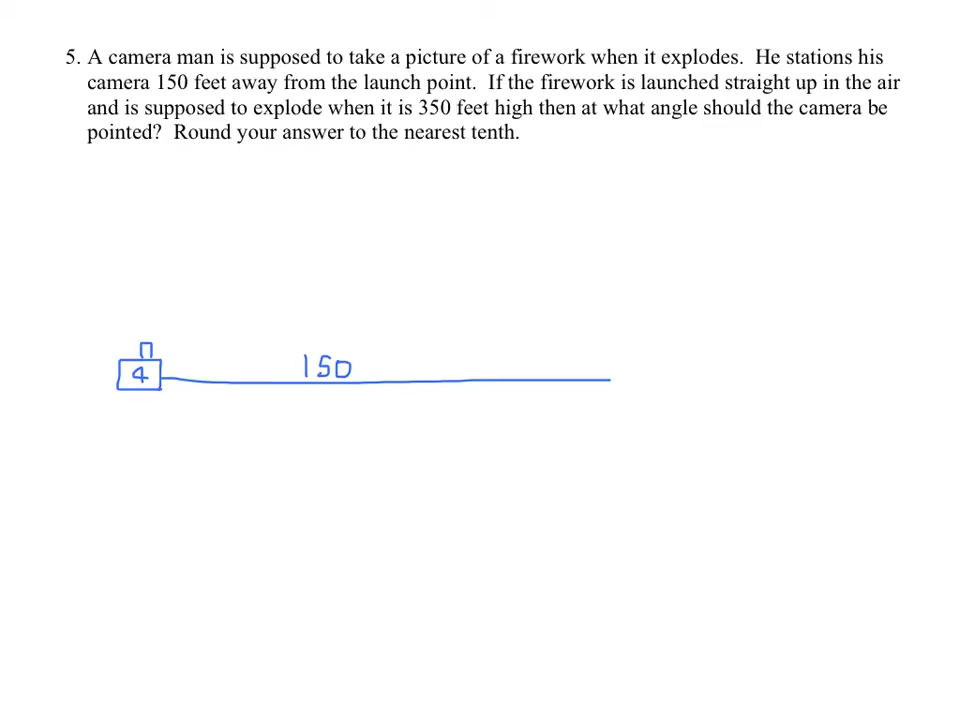 5. A camera man is supposed to take a picture of a firework when it explodes. He stations his
camera 150 feet away from the launch point. If the firework is launched straight up in the air
and is supposed to explode when it is 350 feet high then at what angle should the camera be
pointed? Round your answer to the nearest tenth.
150
4